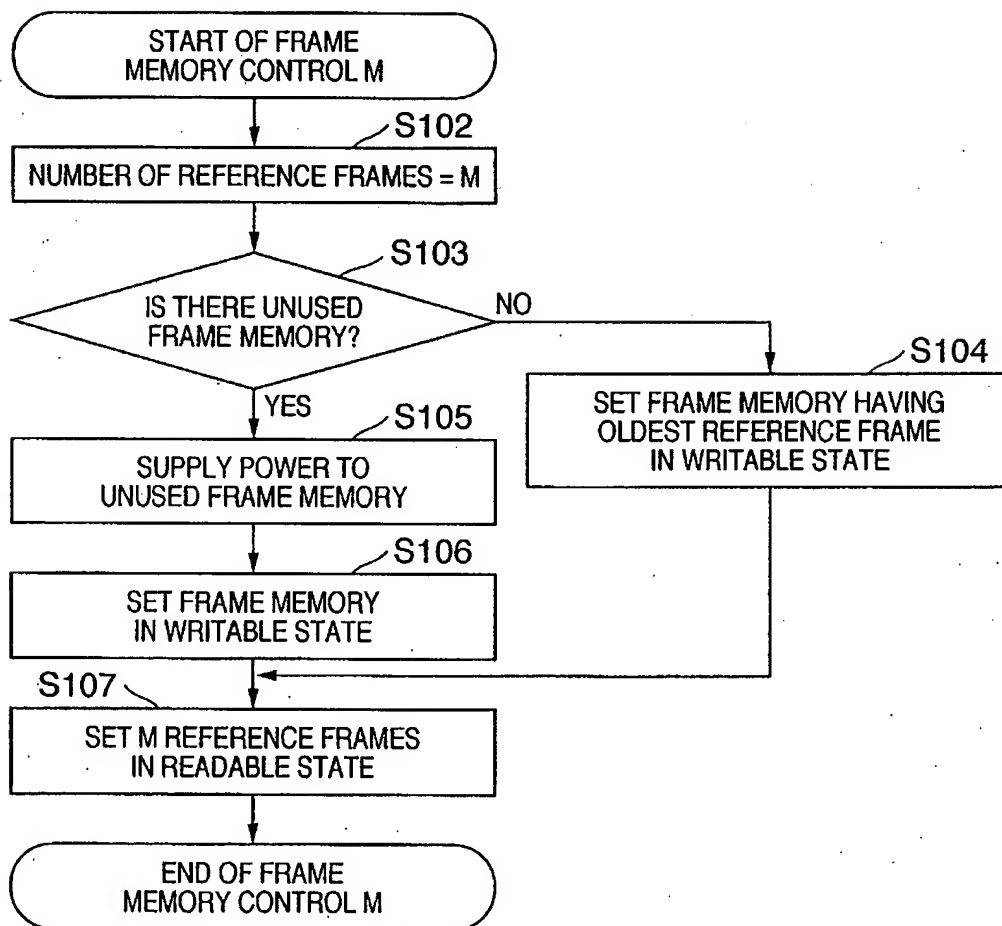 START OF FRAME
MEMORY CONTROL M
S102
NUMBER OF REFERENCE FRAMES = M
S103
IS THERE UNUSED
FRAME MEMORY?
NO
YES
S104
SET FRAME MEMORY HAVING
OLDEST REFERENCE FRAME
IN WRITABLE STATE
S105
SUPPLY POWER TO
UNUSED FRAME MEMORY
S106
SET FRAME MEMORY
IN WRITABLE STATE
S107
SET M REFERENCE FRAMES
IN READABLE STATE
END OF FRAME
MEMORY CONTROL M